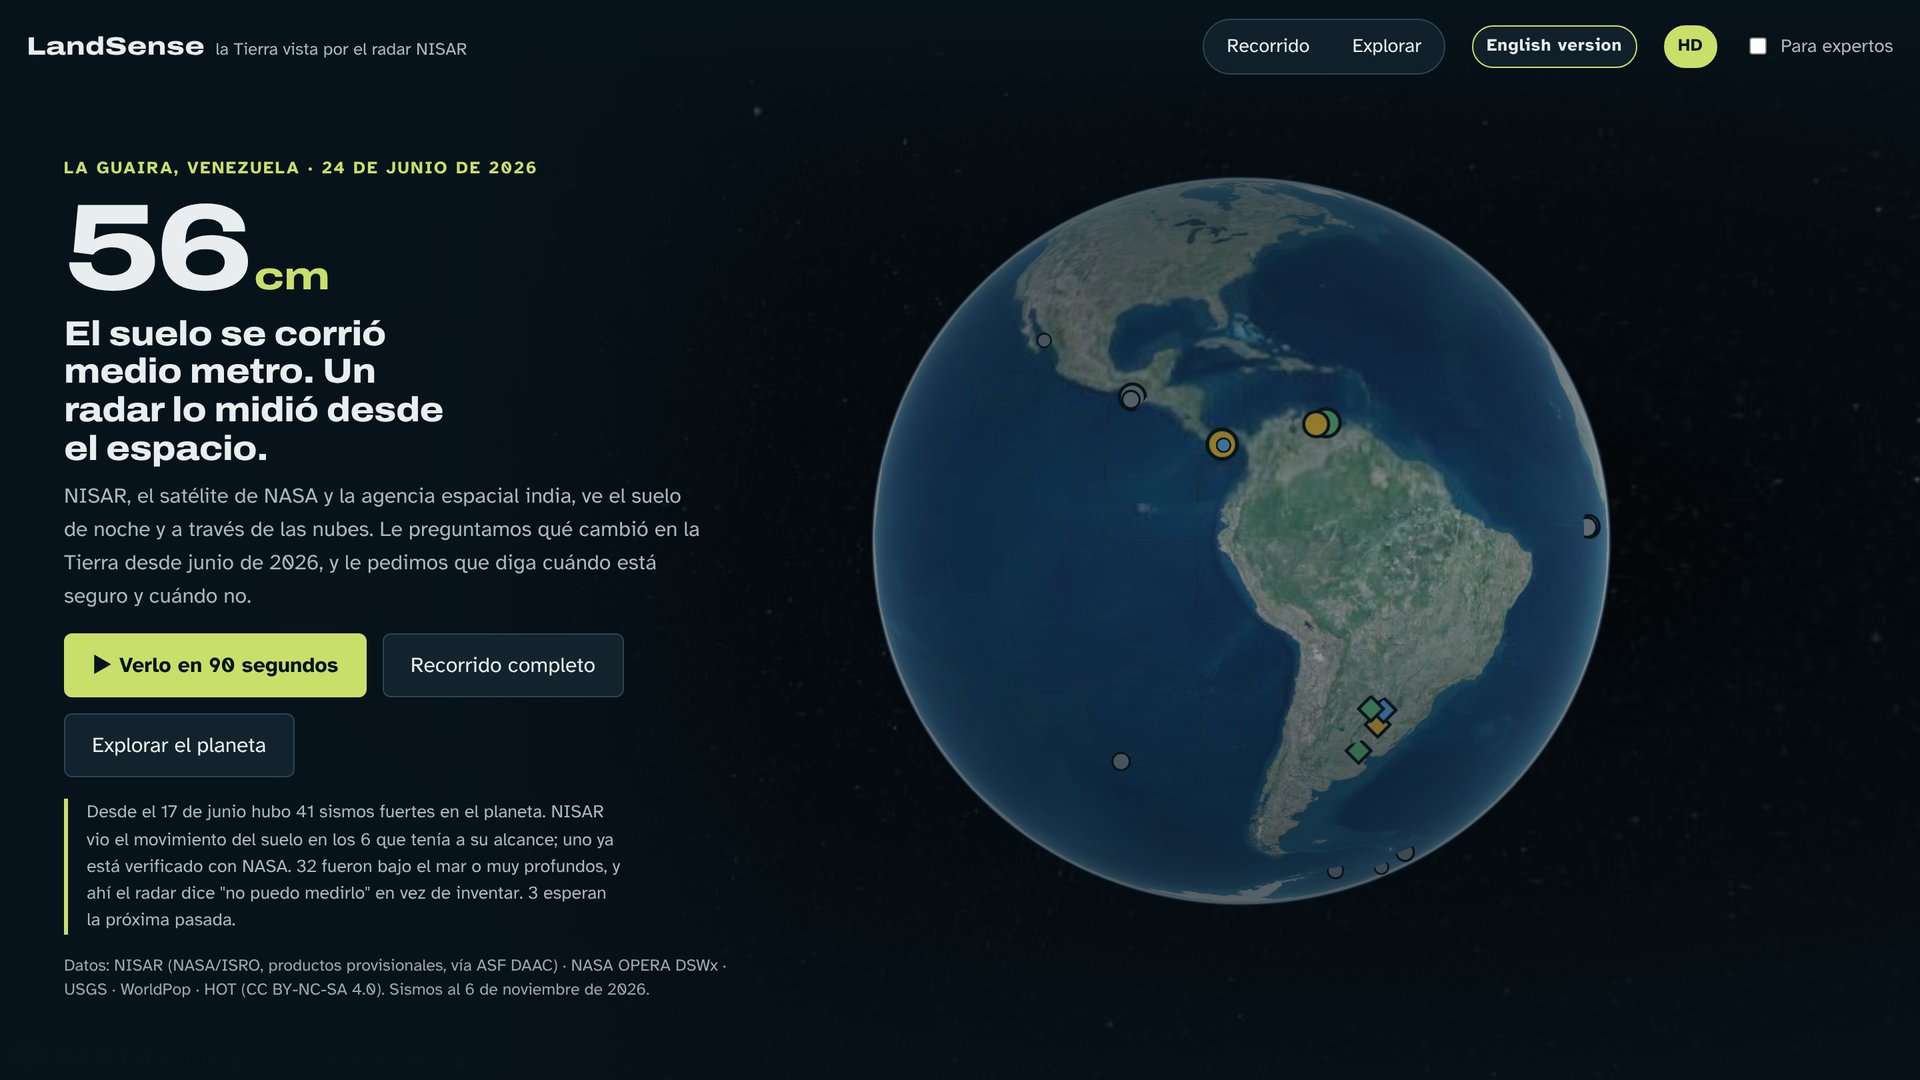 LandSense la Tierra vista por el radar NISAR
Recorrido Explorar English version HD Para expertos
LA GUAIRA, VENEZUELA · 24 DE JUNIO DE 2026
56 cm
El suelo se corrió
medio metro. Un
radar lo midió desde
el espacio.
NISAR, el satélite de NASA y la agencia espacial india, ve el suelo
de noche y a través de las nubes. Le preguntamos qué cambió en la
Tierra desde junio de 2026, y le pedimos que diga cuándo está
seguro y cuándo no.
▶ Verlo en 90 segundos
Recorrido completo
Explorar el planeta
Desde el 17 de junio hubo 41 sismos fuertes en el planeta. NISAR
vio el movimiento del suelo en los 6 que tenía a su alcance; uno ya
está verificado con NASA. 32 fueron bajo el mar o muy profundos, y
ahí el radar dice "no puedo medirlo" en vez de inventar. 3 esperan
la próxima pasada.
Datos: NISAR (NASA/ISRO, productos provisionales, vía ASF DAAC) · NASA OPERA DSWx ·
USGS · WorldPop · HOT (CC BY-NC-SA 4.0). Sismos al 6 de noviembre de 2026.